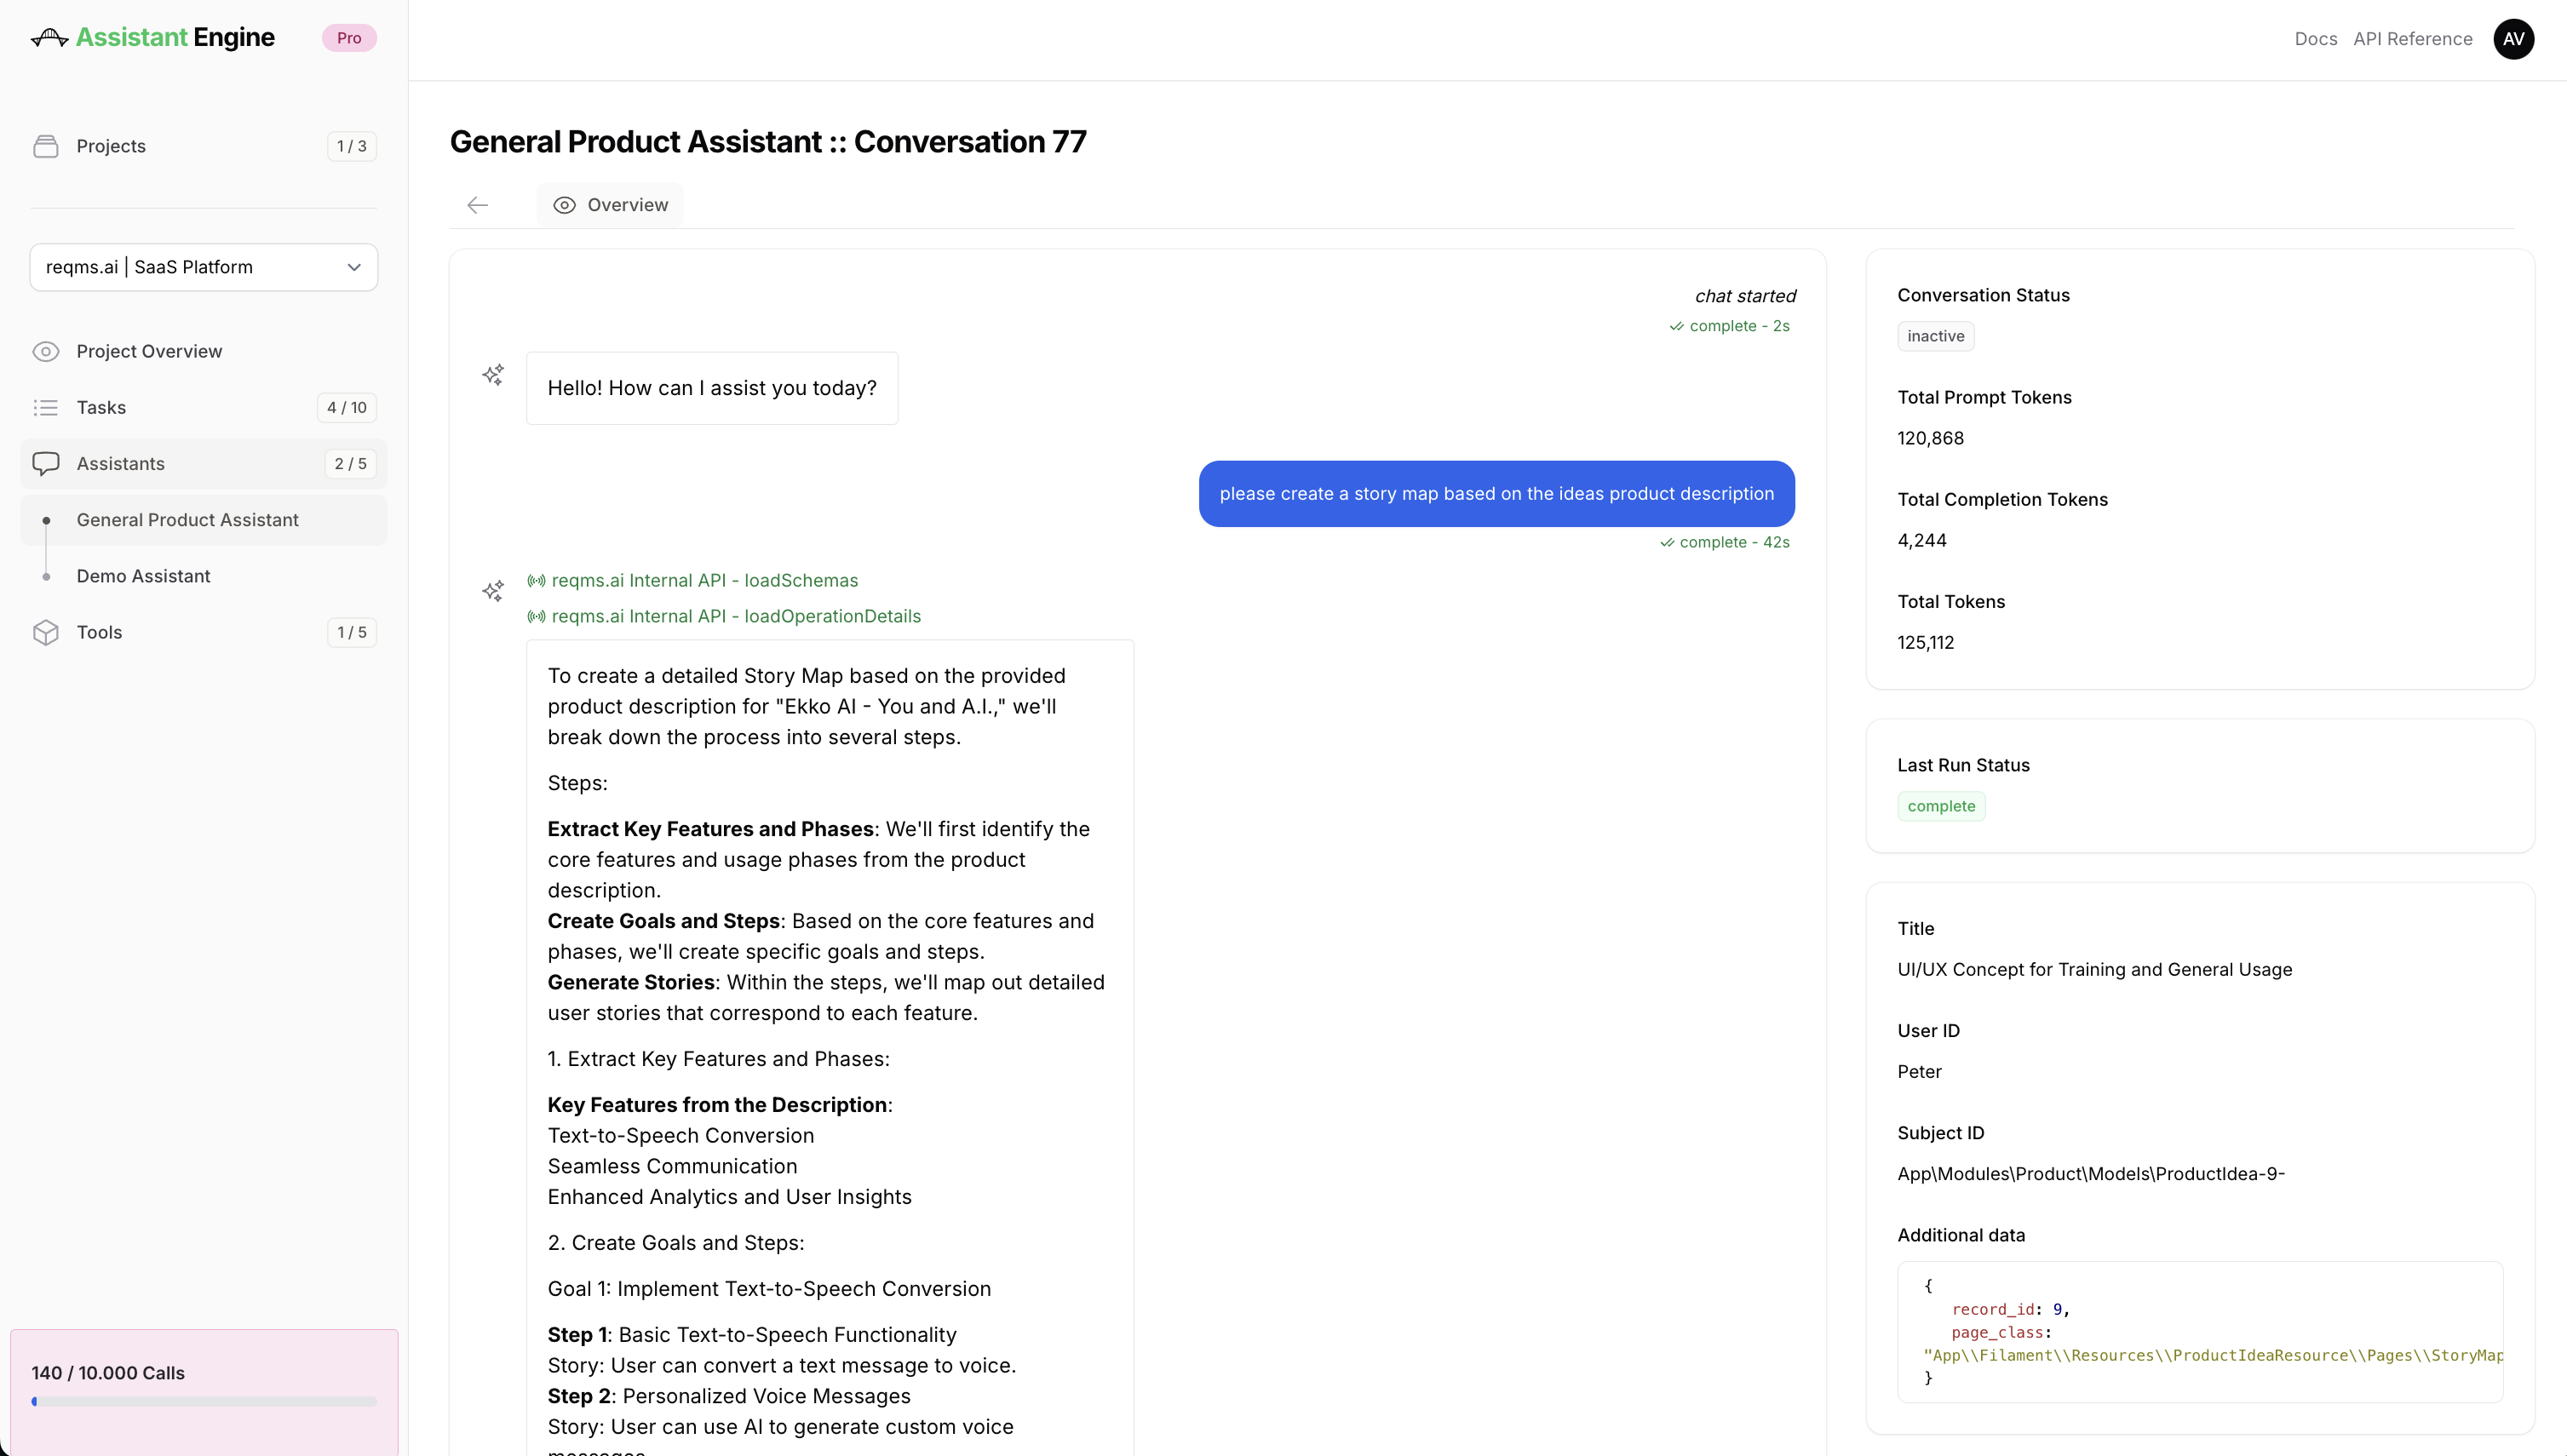 Assistant Engine
Pro
Projects
1 / 3
reqms.ai | SaaS Platform
Project Overview
Tasks
4 / 10
Assistants
2 / 5
General Product Assistant
Demo Assistant
Tools
1 / 5
140 / 10.000 Calls
Docs
API Reference
AV
General Product Assistant :: Conversation 77
Overview
chat started
complete - 2s
Hello! How can I assist you today?
please create a story map based on the ideas product description
complete - 42s
reqms.ai Internal API - loadSchemas
reqms.ai Internal API - loadOperationDetails
To create a detailed Story Map based on the provided
product description for "Ekko AI - You and A.I.," we'll
break down the process into several steps.
Steps:
Extract Key Features and Phases: We'll first identify the
core features and usage phases from the product
description.
Create Goals and Steps: Based on the core features and
phases, we'll create specific goals and steps.
Generate Stories: Within the steps, we'll map out detailed
user stories that correspond to each feature.
1. Extract Key Features and Phases:
Key Features from the Description:
Text-to-Speech Conversion
Seamless Communication
Enhanced Analytics and User Insights
2. Create Goals and Steps:
Goal 1: Implement Text-to-Speech Conversion
Step 1: Basic Text-to-Speech Functionality
Story: User can convert a text message to voice.
Step 2: Personalized Voice Messages
Story: User can use AI to generate custom voice
Conversation Status
inactive
Total Prompt Tokens
120,868
Total Completion Tokens
4,244
Total Tokens
125,112
Last Run Status
complete
Title
UI/UX Concept for Training and General Usage
User ID
Peter
Subject ID
App\Modules\Product\Models\ProductIdea-9-
Additional data
{
record_id: 9,
page_class:
"App\\Filament\\Resources\\ProductIdeaResource\\Pages\\StoryMap
}